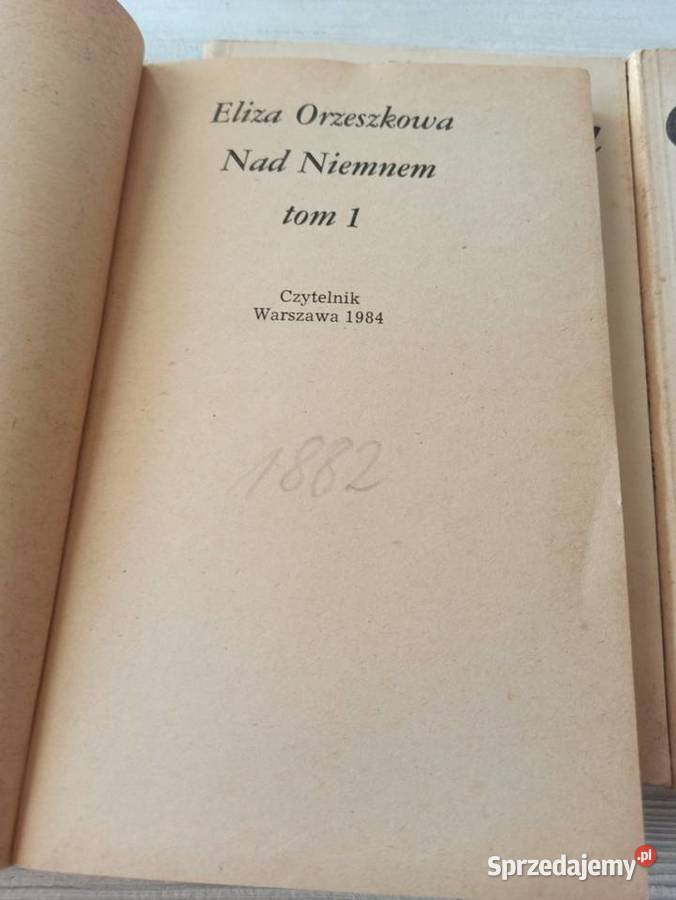 Eliza Orzeszkowa
Nad Niemnem
tom 1
Czytelnik
Warszawa 1984
1882
Sprzedajemy.pl